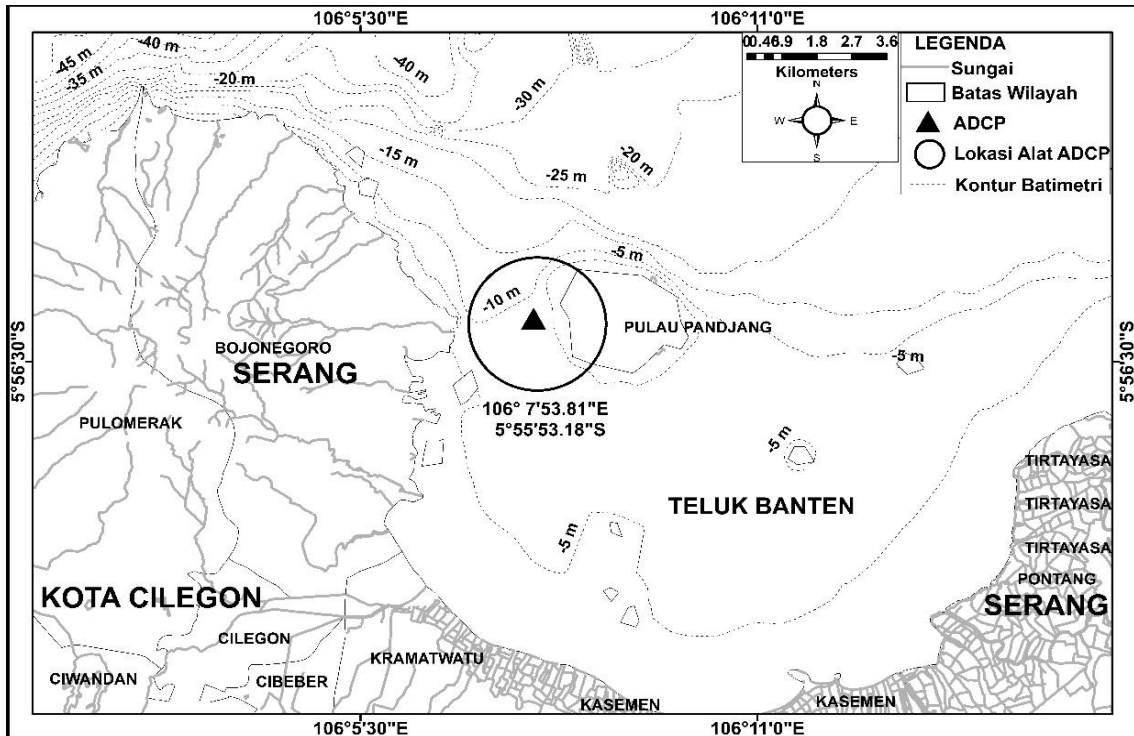 106°5'30"E
106°11'0"E
-40 m
-45 m
-35 m
-20 m
-40 m
-30 m
-15 m
-20 m
-25 m
-5 m
-10 m
0 0.45 0.9 1.8 2.7 3.6
Kilometers
N
W
E
S
LEGENDA
Sungai
Batas Wilayah
ADCP
Lokasi Alat ADCP
Kontur Batimetri
PULAU PANDJANG
BOJONEGORO
SERANG
5°56'30"S
5°56'30"S
-5 m
106° 7'53.81"E
5°55'53.18"S
PULOMERAK
-5 m
TIRTAYASA
TELUK BANTEN
TIRTAYASA
-5 m
TIRTAYASA
PONTANG
SERANG
KOTA CILEGON
CILEGON
KRAMATWATU
CIWANDAN
CIBEBER
KASEMEN
KASEMEN
106°5'30"E
106°11'0"E